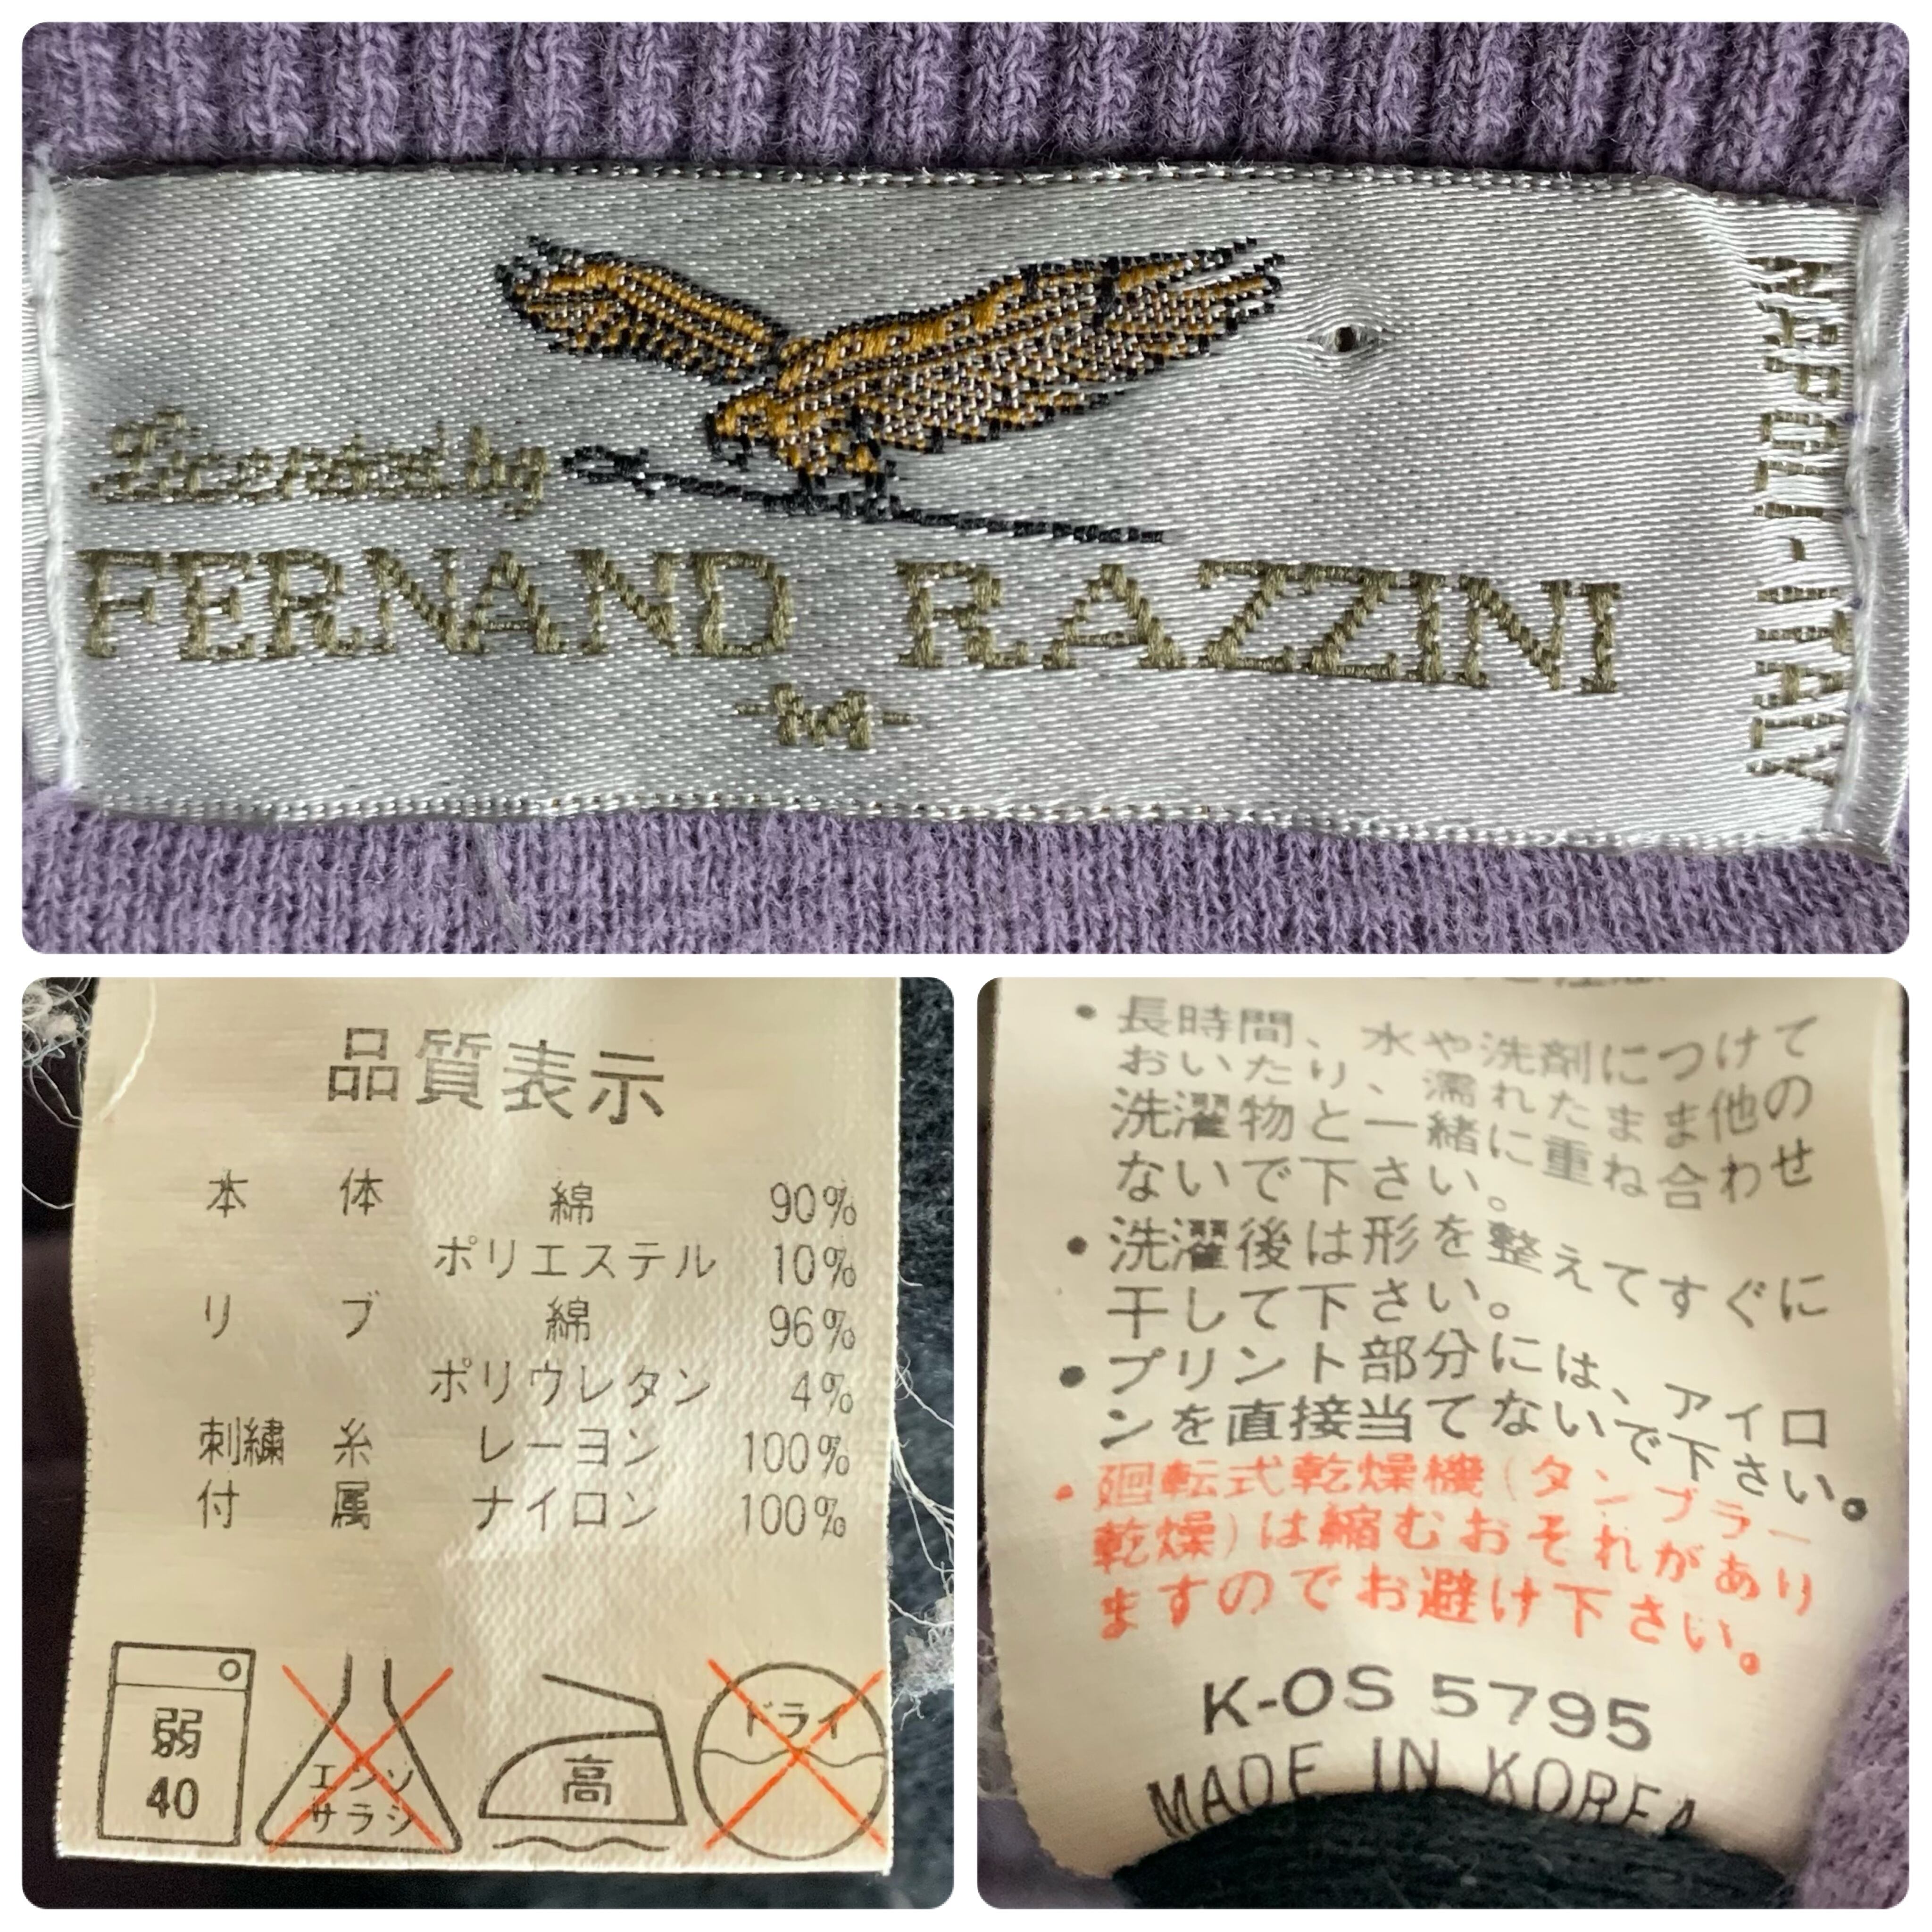 Licensed by
FERNAND RAZZINI
-M-
NAPOLI-ITALY
品質表示
本 体 綿 90%
ポリエステル 10%
リ ブ 綿 96%
ポリウレタン 4%
刺繍 糸 レーヨン 100%
付 属 ナイロン 100%
弱
40
エンソ
サラシ
高
ドライ
・長時間、水や洗剤につけて
おいたり、濡れたまま他の
洗濯物と一緒に重ね合わせ
ないで下さい。
・洗濯後は形を整えてすぐに
干して下さい。
・プリント部分には、アイロ
ンを直接当てないで下さい。
・廻転式乾燥機(タンブラー
乾燥)は縮むおそれがあり
ますのでお避け下さい。
K-OS 5795
MADE IN KOREA